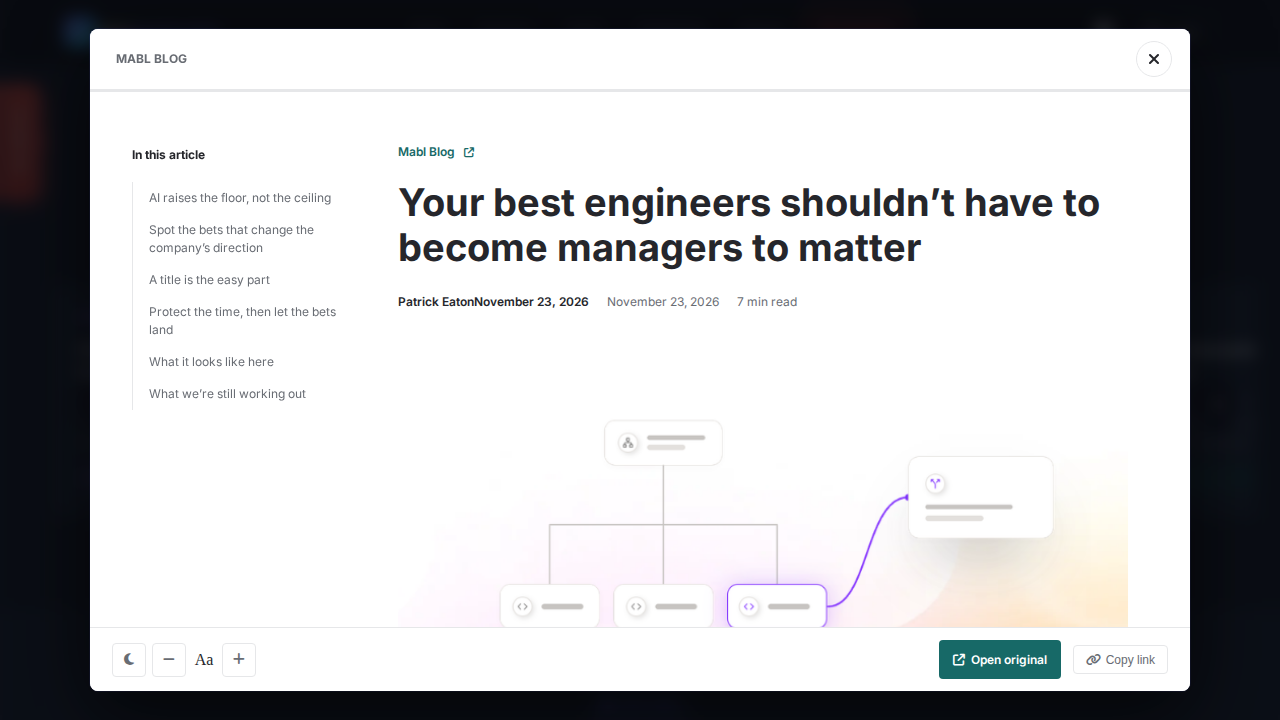 MABL BLOG
In this article
AI raises the floor, not the ceiling
Spot the bets that change the
company’s direction
A title is the easy part
Protect the time, then let the bets
land
What it looks like here
What we’re still working out
Mabl Blog
Your best engineers shouldn’t have to
become managers to matter
Patrick EatonNovember 23, 2026 November 23, 2026 7 min read
Aa
Open original
Copy link